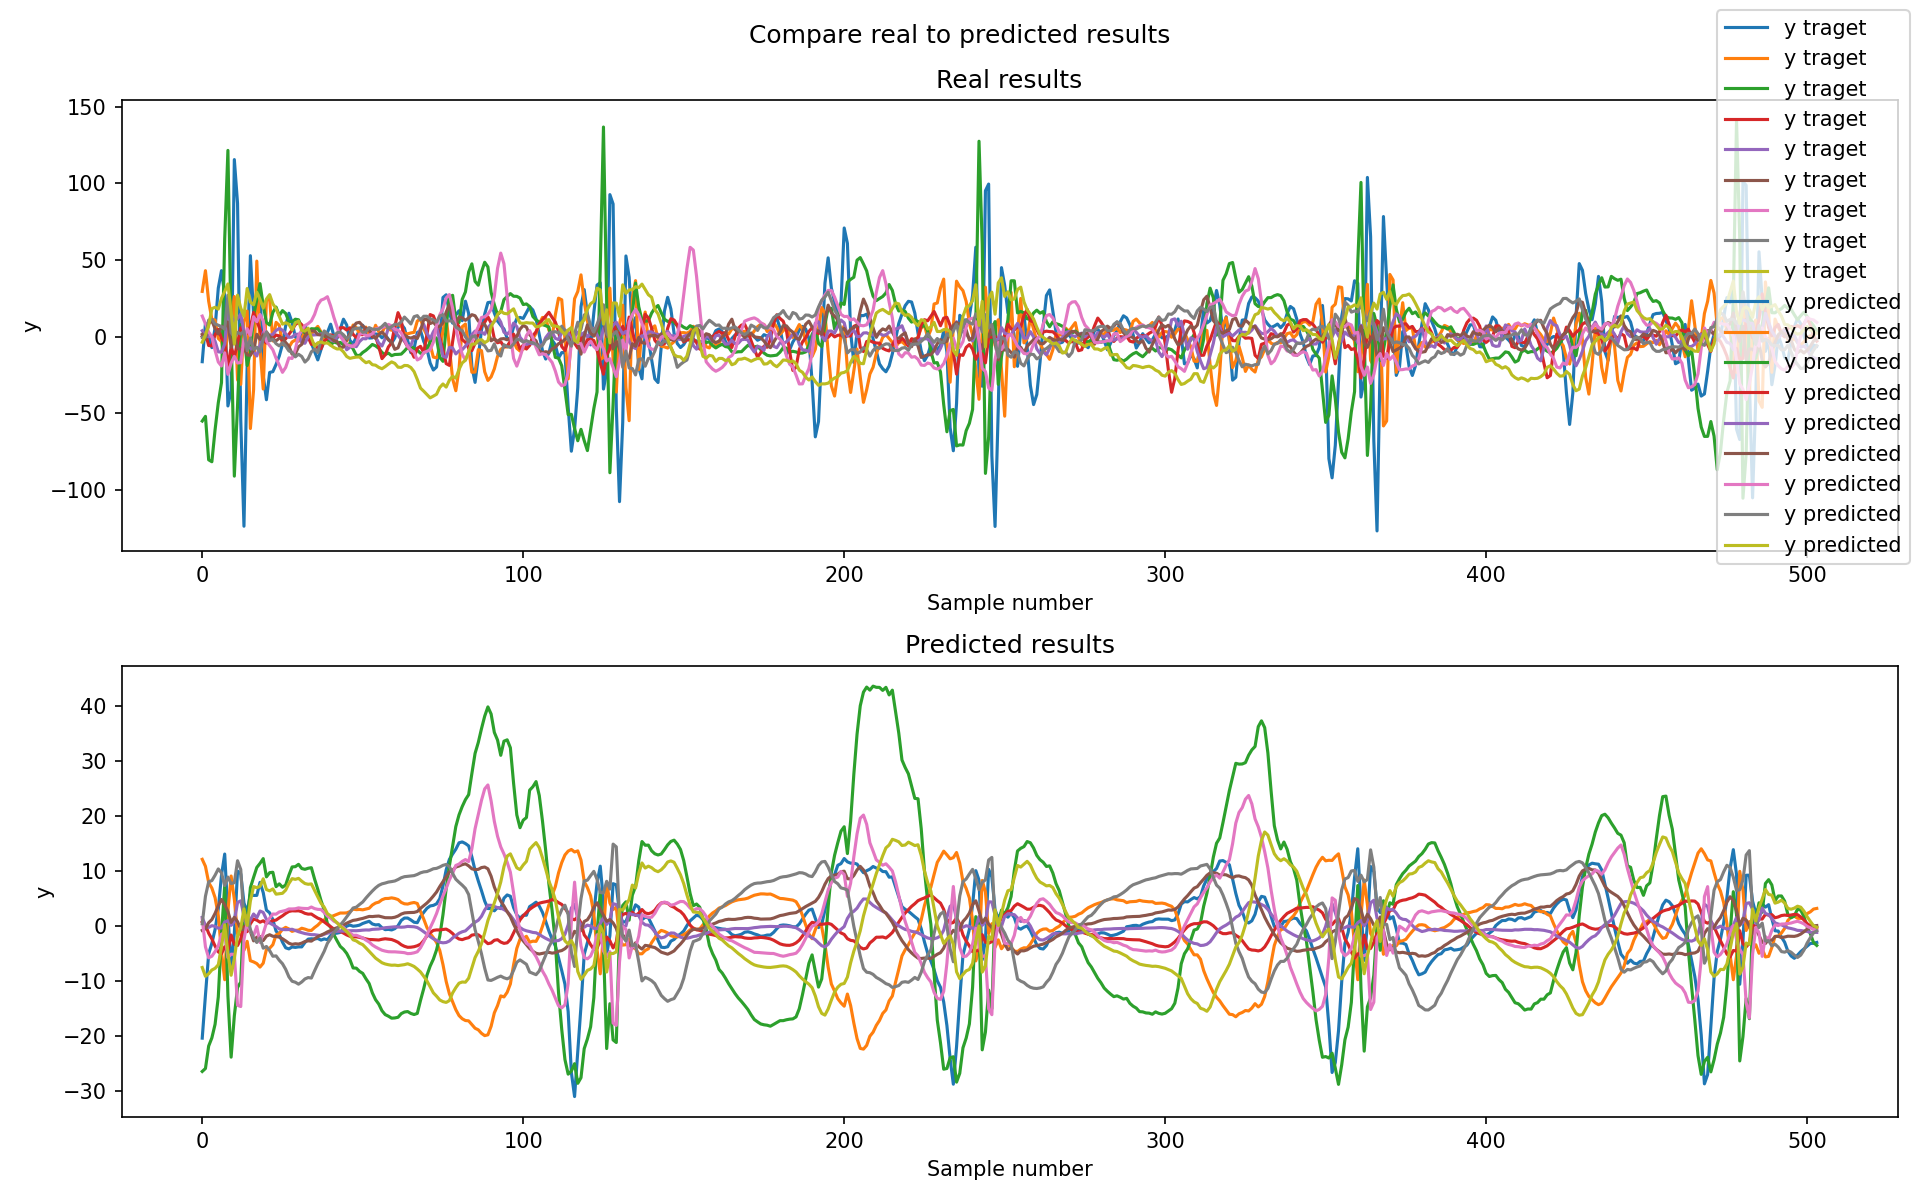 Compare real to predicted results
Real results
y traget
y traget
y traget
y traget
y traget
y traget
y traget
y traget
y traget
y predicted
y predicted
y predicted
y predicted
y predicted
y predicted
y predicted
y predicted
y predicted
150
100
50
0
−50
−100
y
0
100
200
300
400
500
Sample number
Predicted results
40
30
20
10
0
−10
−20
−30
y
0
100
200
300
400
500
Sample number